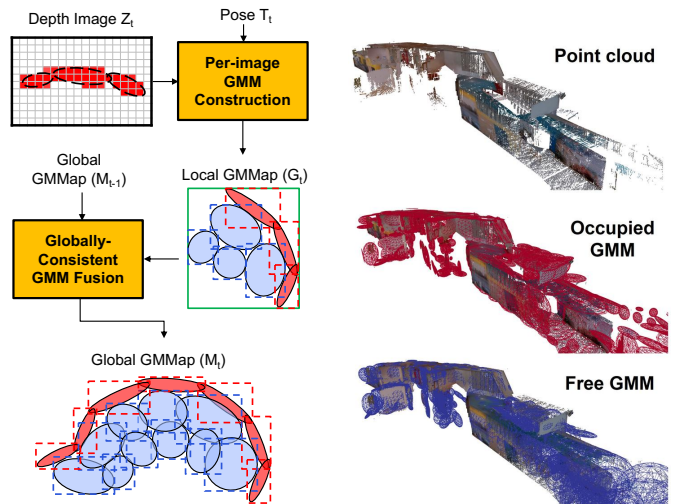 Depth Image Z_t
Pose T_t
Per-image
GMM
Construction
Global
GMMap (M_{t-1})
Local GMMap (G_t)
Globally-
Consistent
GMM Fusion
Global GMMap (M_t)
Point cloud
Occupied
GMM
Free GMM